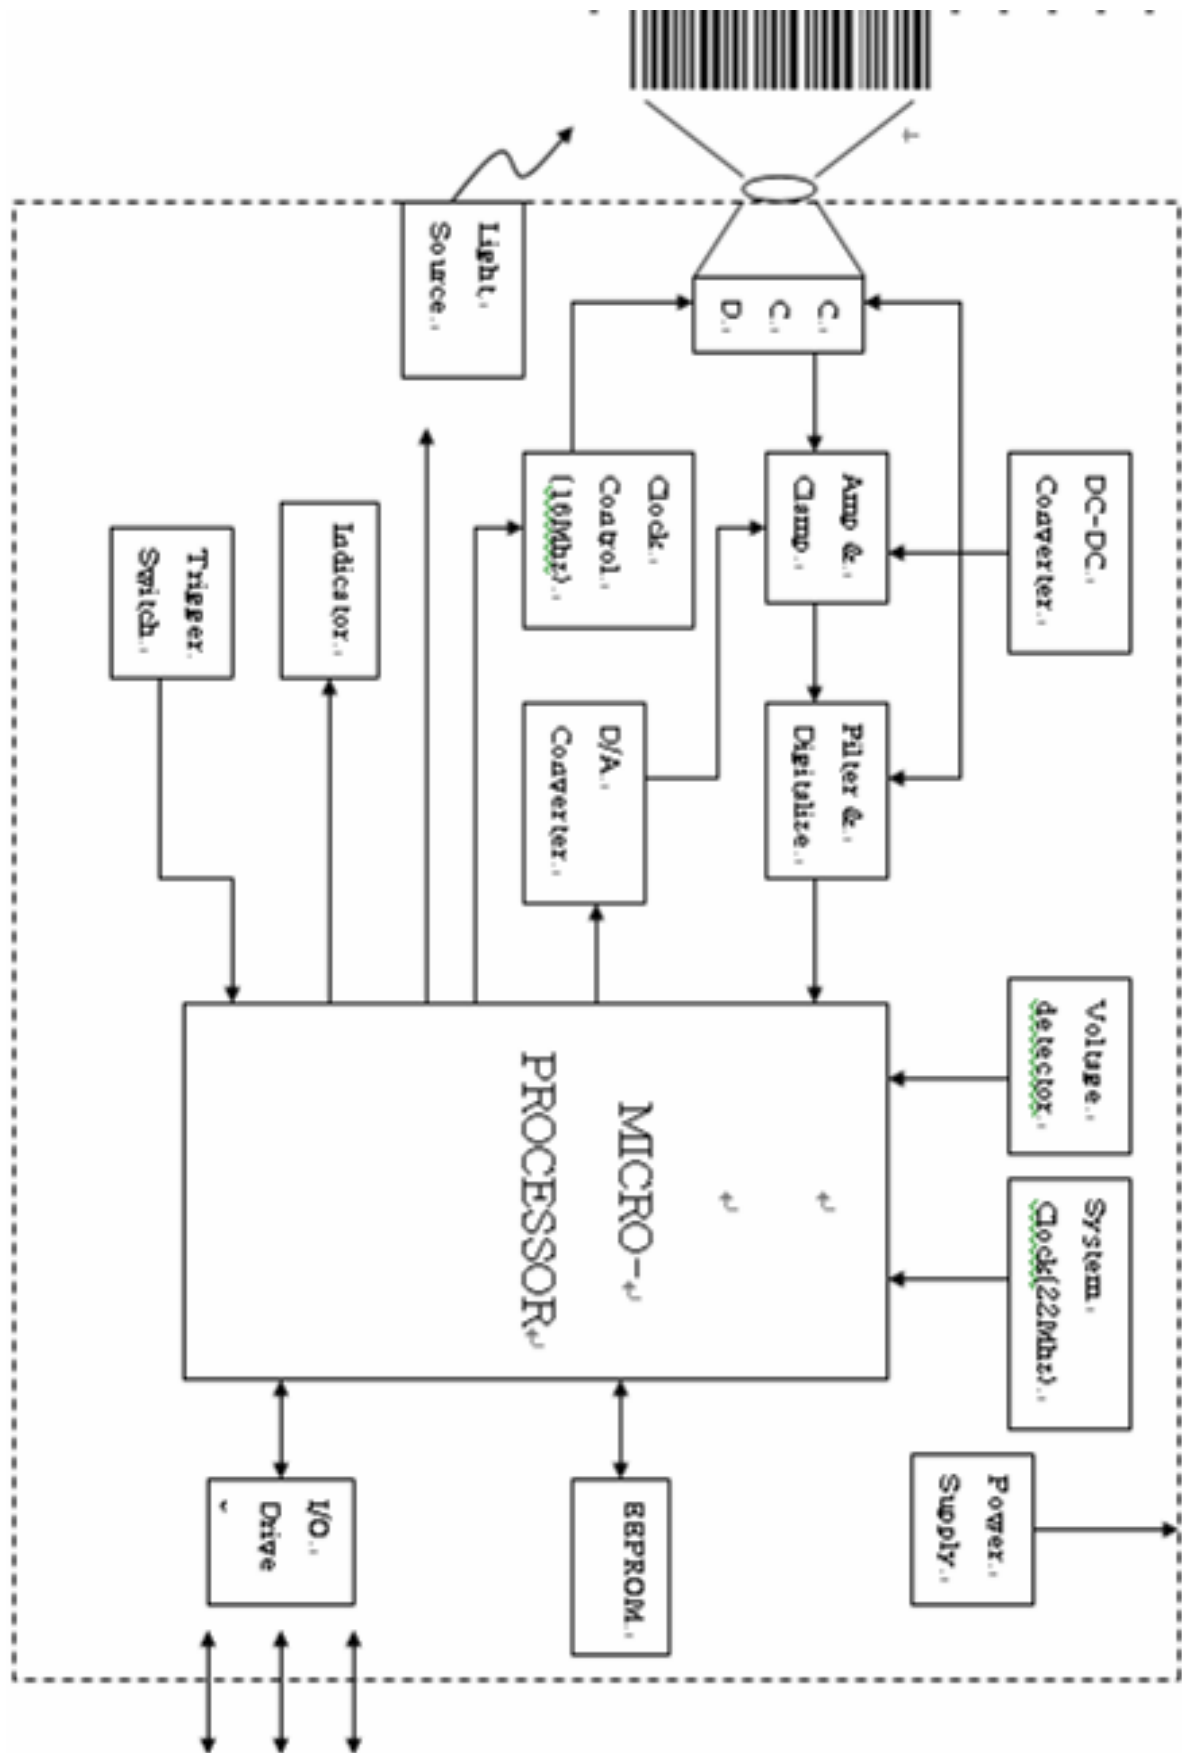 DC-DC
Converter
Voltage
detector
System
Clock(22Mhz)
Power
Supply
C
C
D
Amp &
Clamp
Pilter &
Digitalize
Clock
Control
(16Mhz)
D/A
Converter
MICRO-
PROCESSOR
EEPROM
Light
Source
Indicator
Trigger
Switch
I/O
Drive